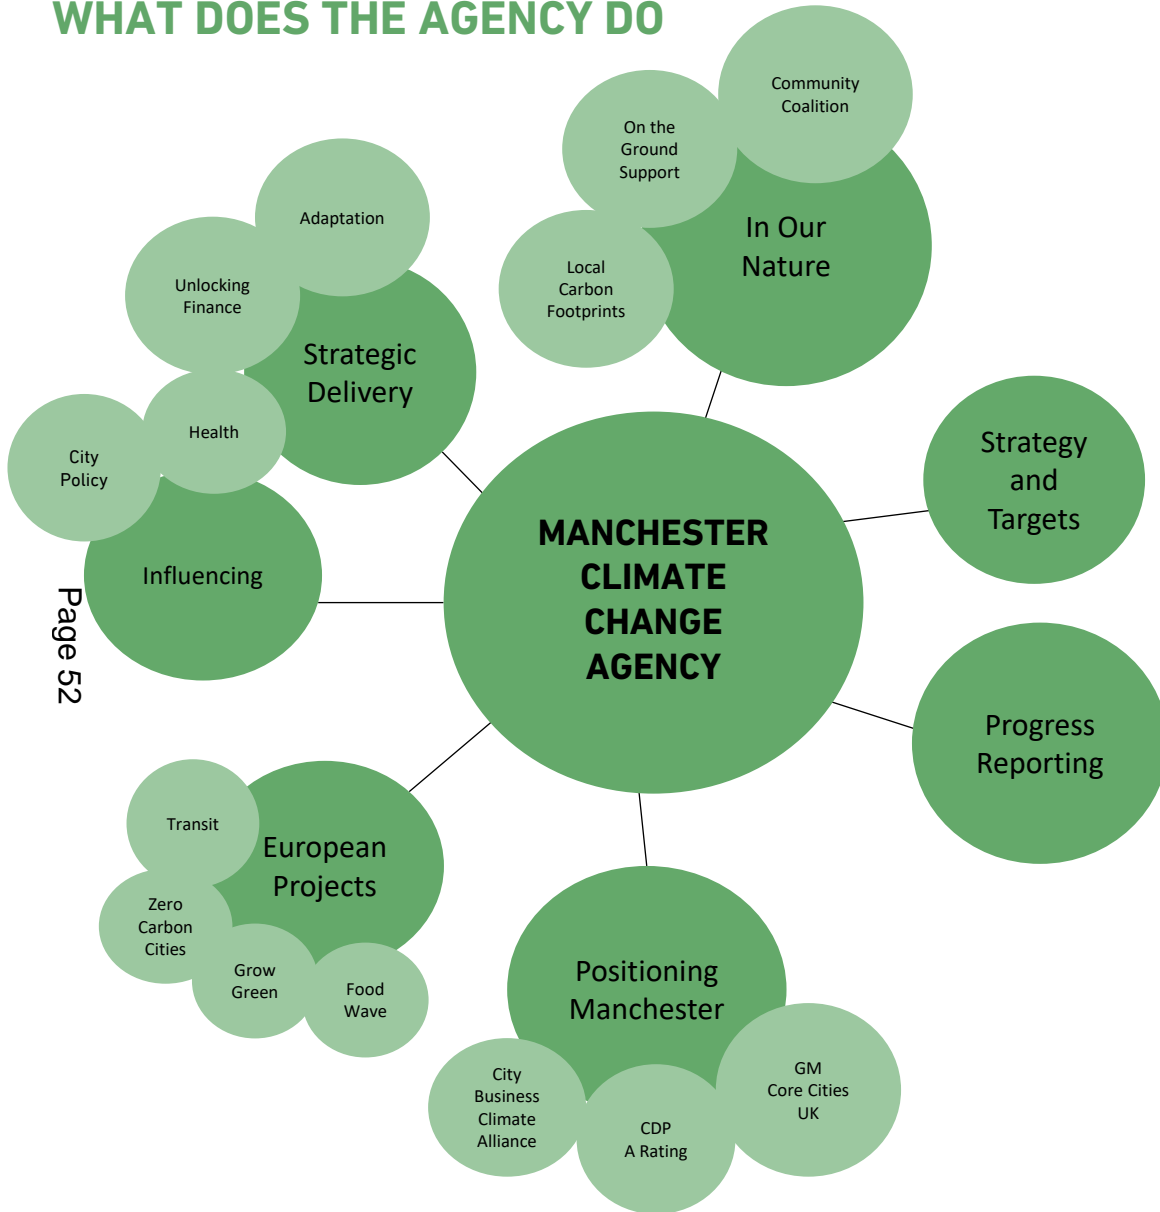 WHAT DOES THE AGENCY DO
Community
Coalition
On the
Ground
Support
Local
Carbon
Footprints
In Our
Nature
Adaptation
Unlocking
Finance
Strategic
Delivery
Health
City
Policy
Influencing
Strategy
and
Targets
MANCHESTER
CLIMATE
CHANGE
AGENCY
Page 52
Progress
Reporting
Transit
European
Projects
Zero
Carbon
Cities
Grow
Green
Food
Wave
Positioning
Manchester
City
Business
Climate
Alliance
CDP
A Rating
GM
Core Cities
UK